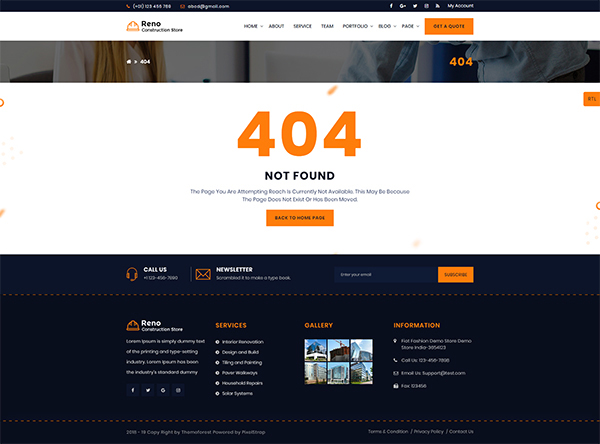 (+01) 123 456 789 abcd@gmail.com My Account
Reno
Construction Store
HOME ABOUT SERVICE TEAM PORTFOLIO BLOG PAGE GET A QUOTE
404
404
RTL
404
NOT FOUND
The Page You Are Attempting Reach Is Currently Not Available. This May Be Because
The Page Does Not Exist Or Has Been Moved.
BACK TO HOME PAGE
CALL US
+1123-456-7890
NEWSLETTER
Scrambled it to make a type book.
Enter your email
SUBSCRIBE
Reno
Construction Store
Lorem Ipsum is simply dummy text
of the printing and type-setting
industry. Lorem Ipsum has been
the industry's standard dummy
SERVICES
Interior Renovation
Design and Build
Tiling and Painting
Paver Walkways
Household Repairs
Solar Systems
GALLERY
INFORMATION
Fiot Fashion Demo Store Demo
Store India-3654123
Call Us: 123-456-7898
Email Us: Support@test.com
Fax: 123456
2018 - 19 Copy Right by Themeforest Powered by PixelStrap
Terms & Condition / Privacy Policy / Contact Us